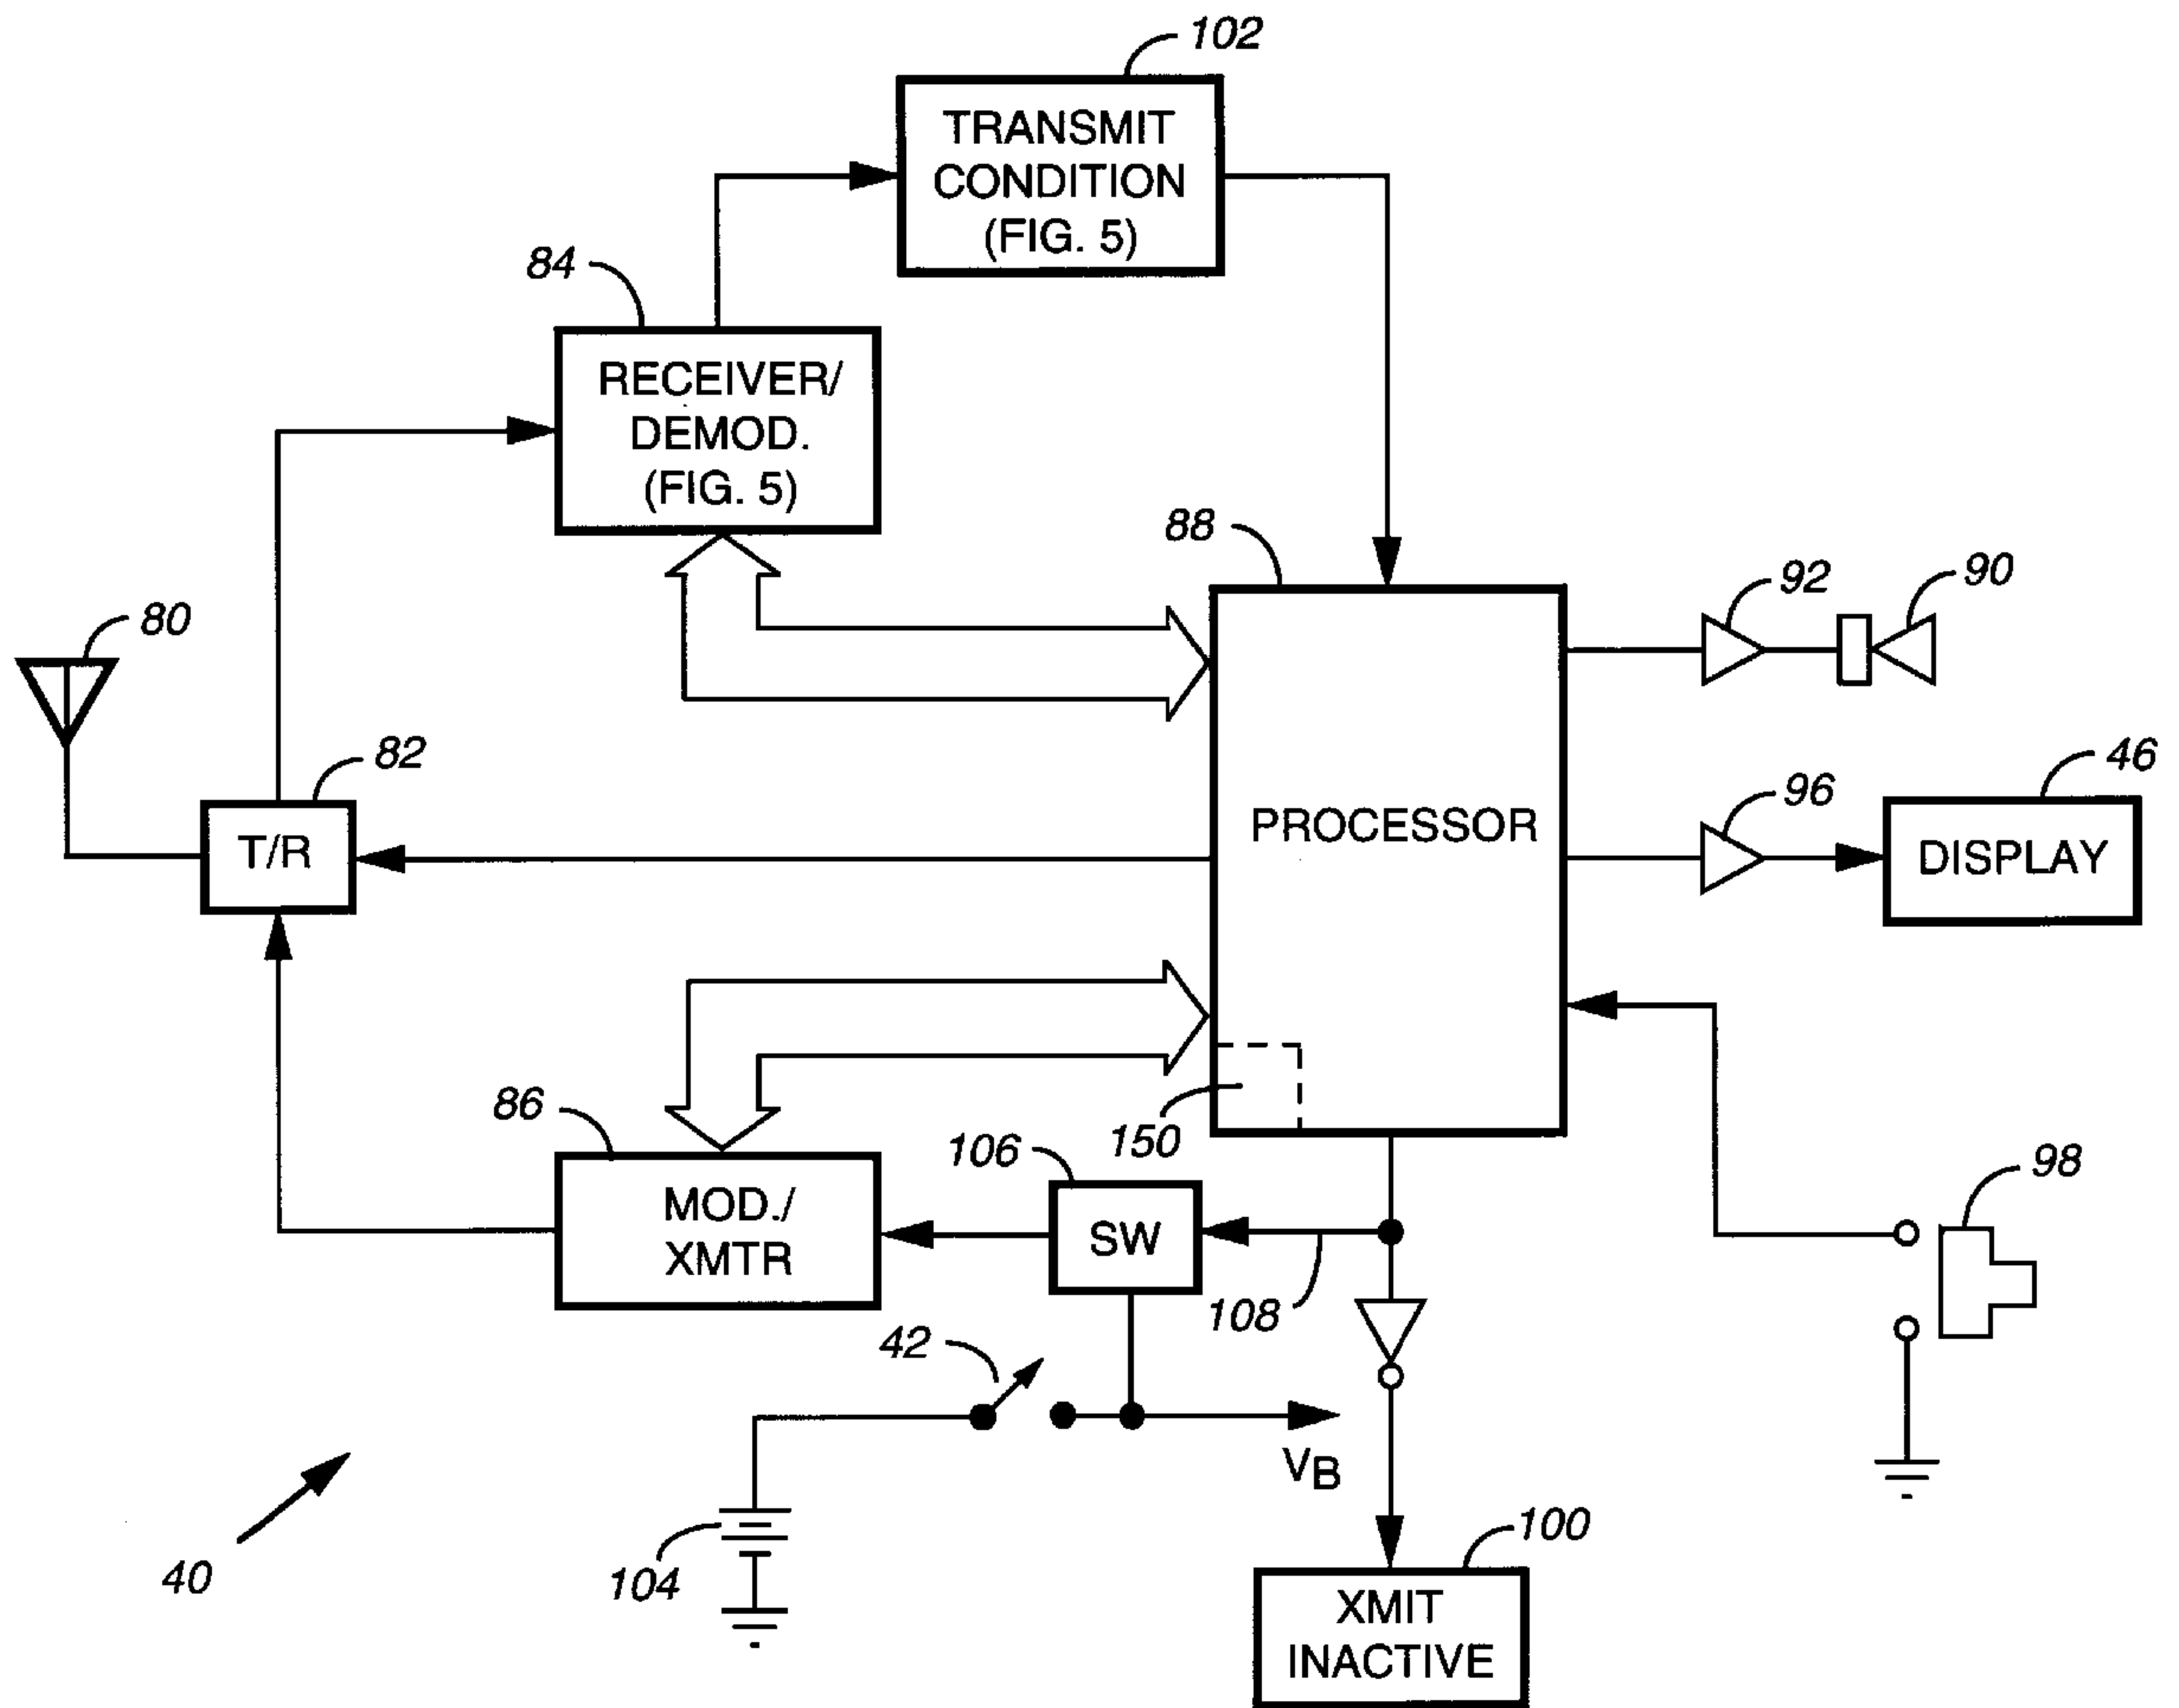 102
TRANSMIT
CONDITION
(FIG. 5)
84
RECEIVER/
DEMOD.
(FIG. 5)
88
92
90
80
82
T/R
PROCESSOR
96
46
DISPLAY
86
MOD./
XMTR
106
SW
150
108
98
42
VB
40
104
100
XMIT
INACTIVE